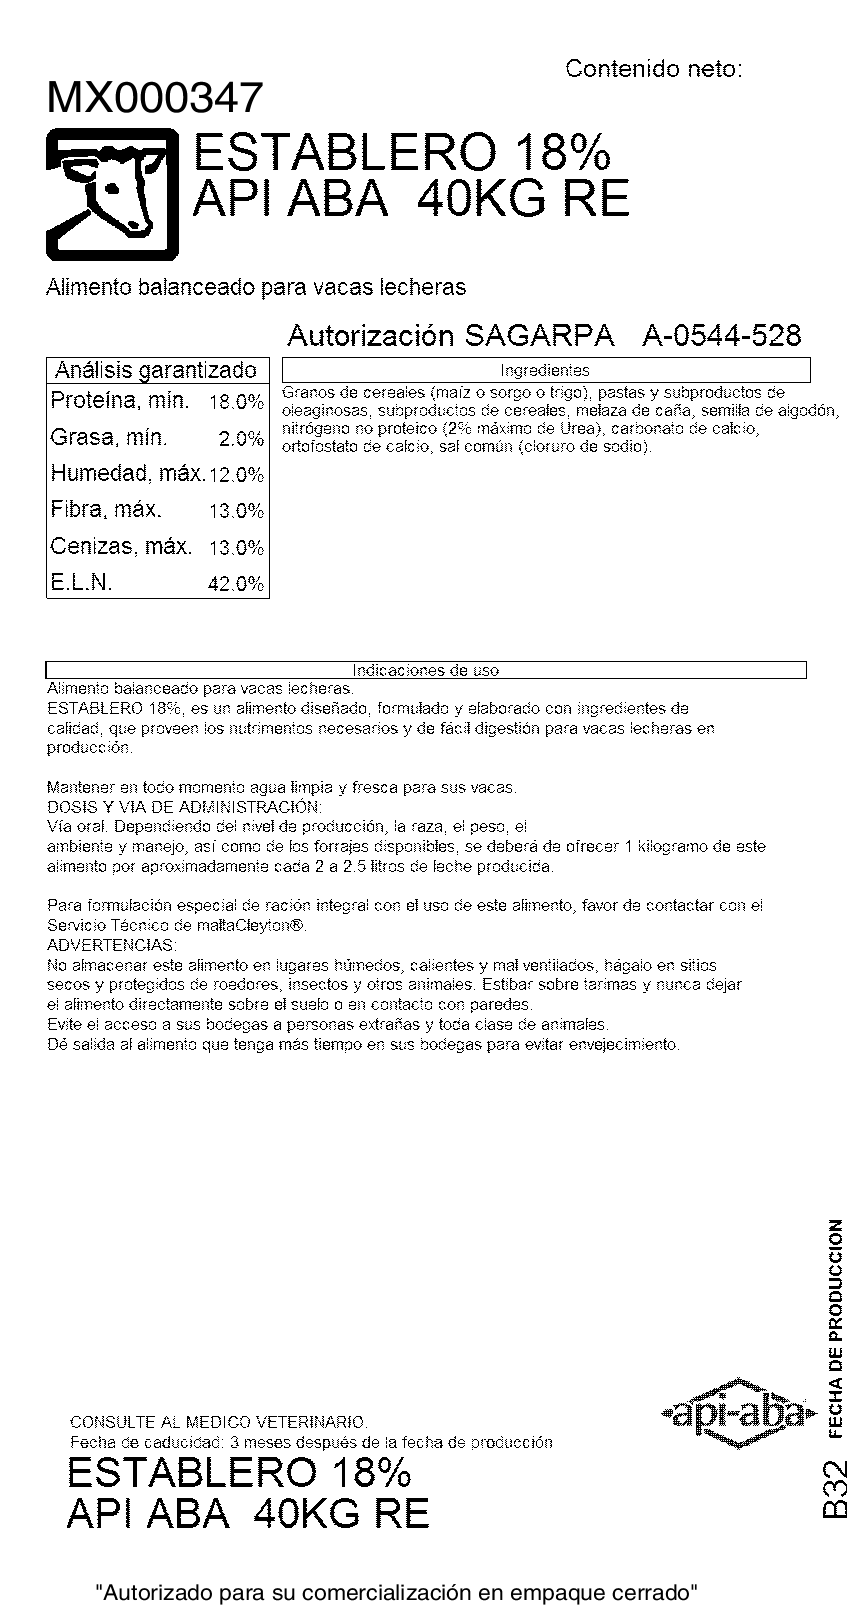 Contenido neto:
MX000347
ESTABLERO 18%
API ABA  40KG RE
Alimento balanceado para vacas lecheras
Autorización SAGARPA   A-0544-528
Análisis garantizado
Proteína, mín. 18.0%
Grasa, mín. 2.0%
Humedad, máx. 12.0%
Fibra, máx. 13.0%
Cenizas, máx. 13.0%
E.L.N. 42.0%
Ingredientes
Granos de cereales (maíz o sorgo o trigo), pastas y subproductos de
oleaginosas, subproductos de cereales, melaza de caña, semilla de algodón,
nitrógeno no proteico (2% máximo de Urea), carbonato de calcio,
ortofostato de calcio, sal común (cloruro de sodio).
Indicaciones de uso
Alimento balanceado para vacas lecheras.
ESTABLERO 18%, es un alimento diseñado, formulado y elaborado con ingredientes de
calidad, que proveen los nutrimentos necesarios y de fácil digestión para vacas lecheras en
producción.
Mantener en todo momento agua limpia y fresca para sus vacas.
DOSIS Y VIA DE ADMINISTRACIÓN:
Vía oral. Dependiendo del nivel de producción, la raza, el peso, el
ambiente y manejo, así como de los forrajes disponibles, se deberá de ofrecer 1 kilogramo de este
alimento por aproximadamente cada 2 a 2.5 litros de leche producida.
Para formulación especial de ración integral con el uso de este alimento, favor de contactar con el
Servicio Técnico de maltaCleyton®.
ADVERTENCIAS:
No almacenar este alimento en lugares húmedos, calientes y mal ventilados, hágalo en sitios
secos y protegidos de roedores, insectos y otros animales. Estibar sobre tarimas y nunca dejar
el alimento directamente sobre el suelo o en contacto con paredes.
Evite el acceso a sus bodegas a personas extrañas y toda clase de animales.
Dé salida al alimento que tenga más tiempo en sus bodegas para evitar envejecimiento.
FECHA DE PRODUCCION
B32
api-aba
CONSULTE AL MEDICO VETERINARIO.
Fecha de caducidad: 3 meses después de la fecha de producción
ESTABLERO 18%
API ABA  40KG RE
"Autorizado para su comercialización en empaque cerrado"